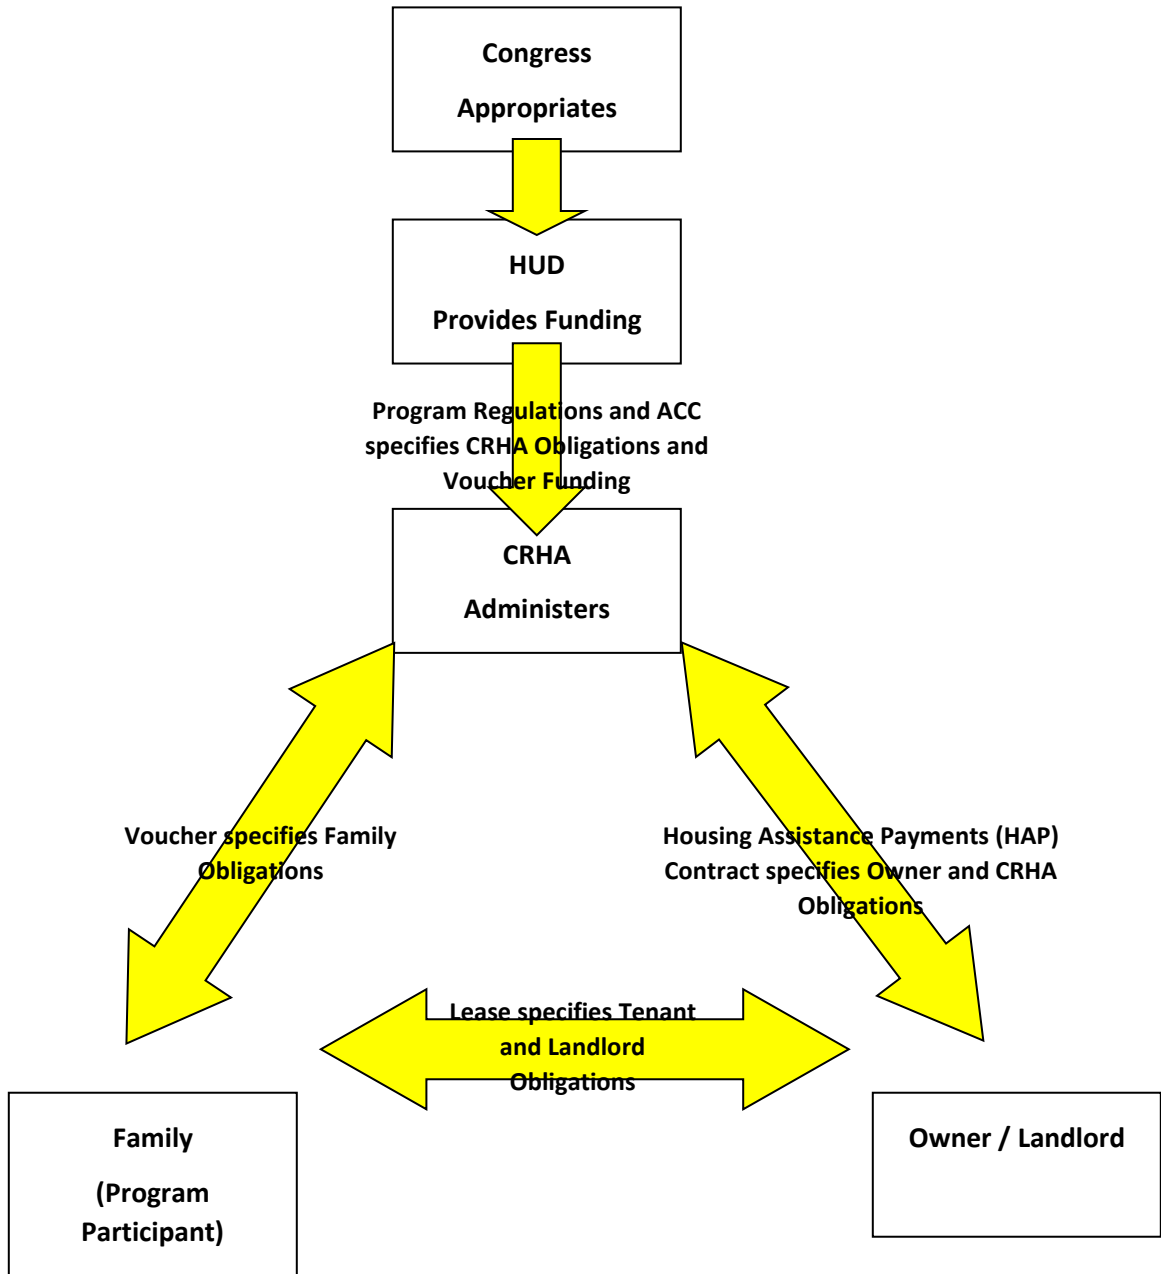 Congress
Appropriates
HUD
Provides Funding
Program Regulations and ACC
specifies CRHA Obligations and
Voucher Funding
CRHA
Administers
Voucher specifies Family
Obligations
Housing Assistance Payments (HAP)
Contract specifies Owner and CRHA
Obligations
Lease specifies Tenant
and Landlord
Obligations
Family
(Program
Participant)
Owner / Landlord